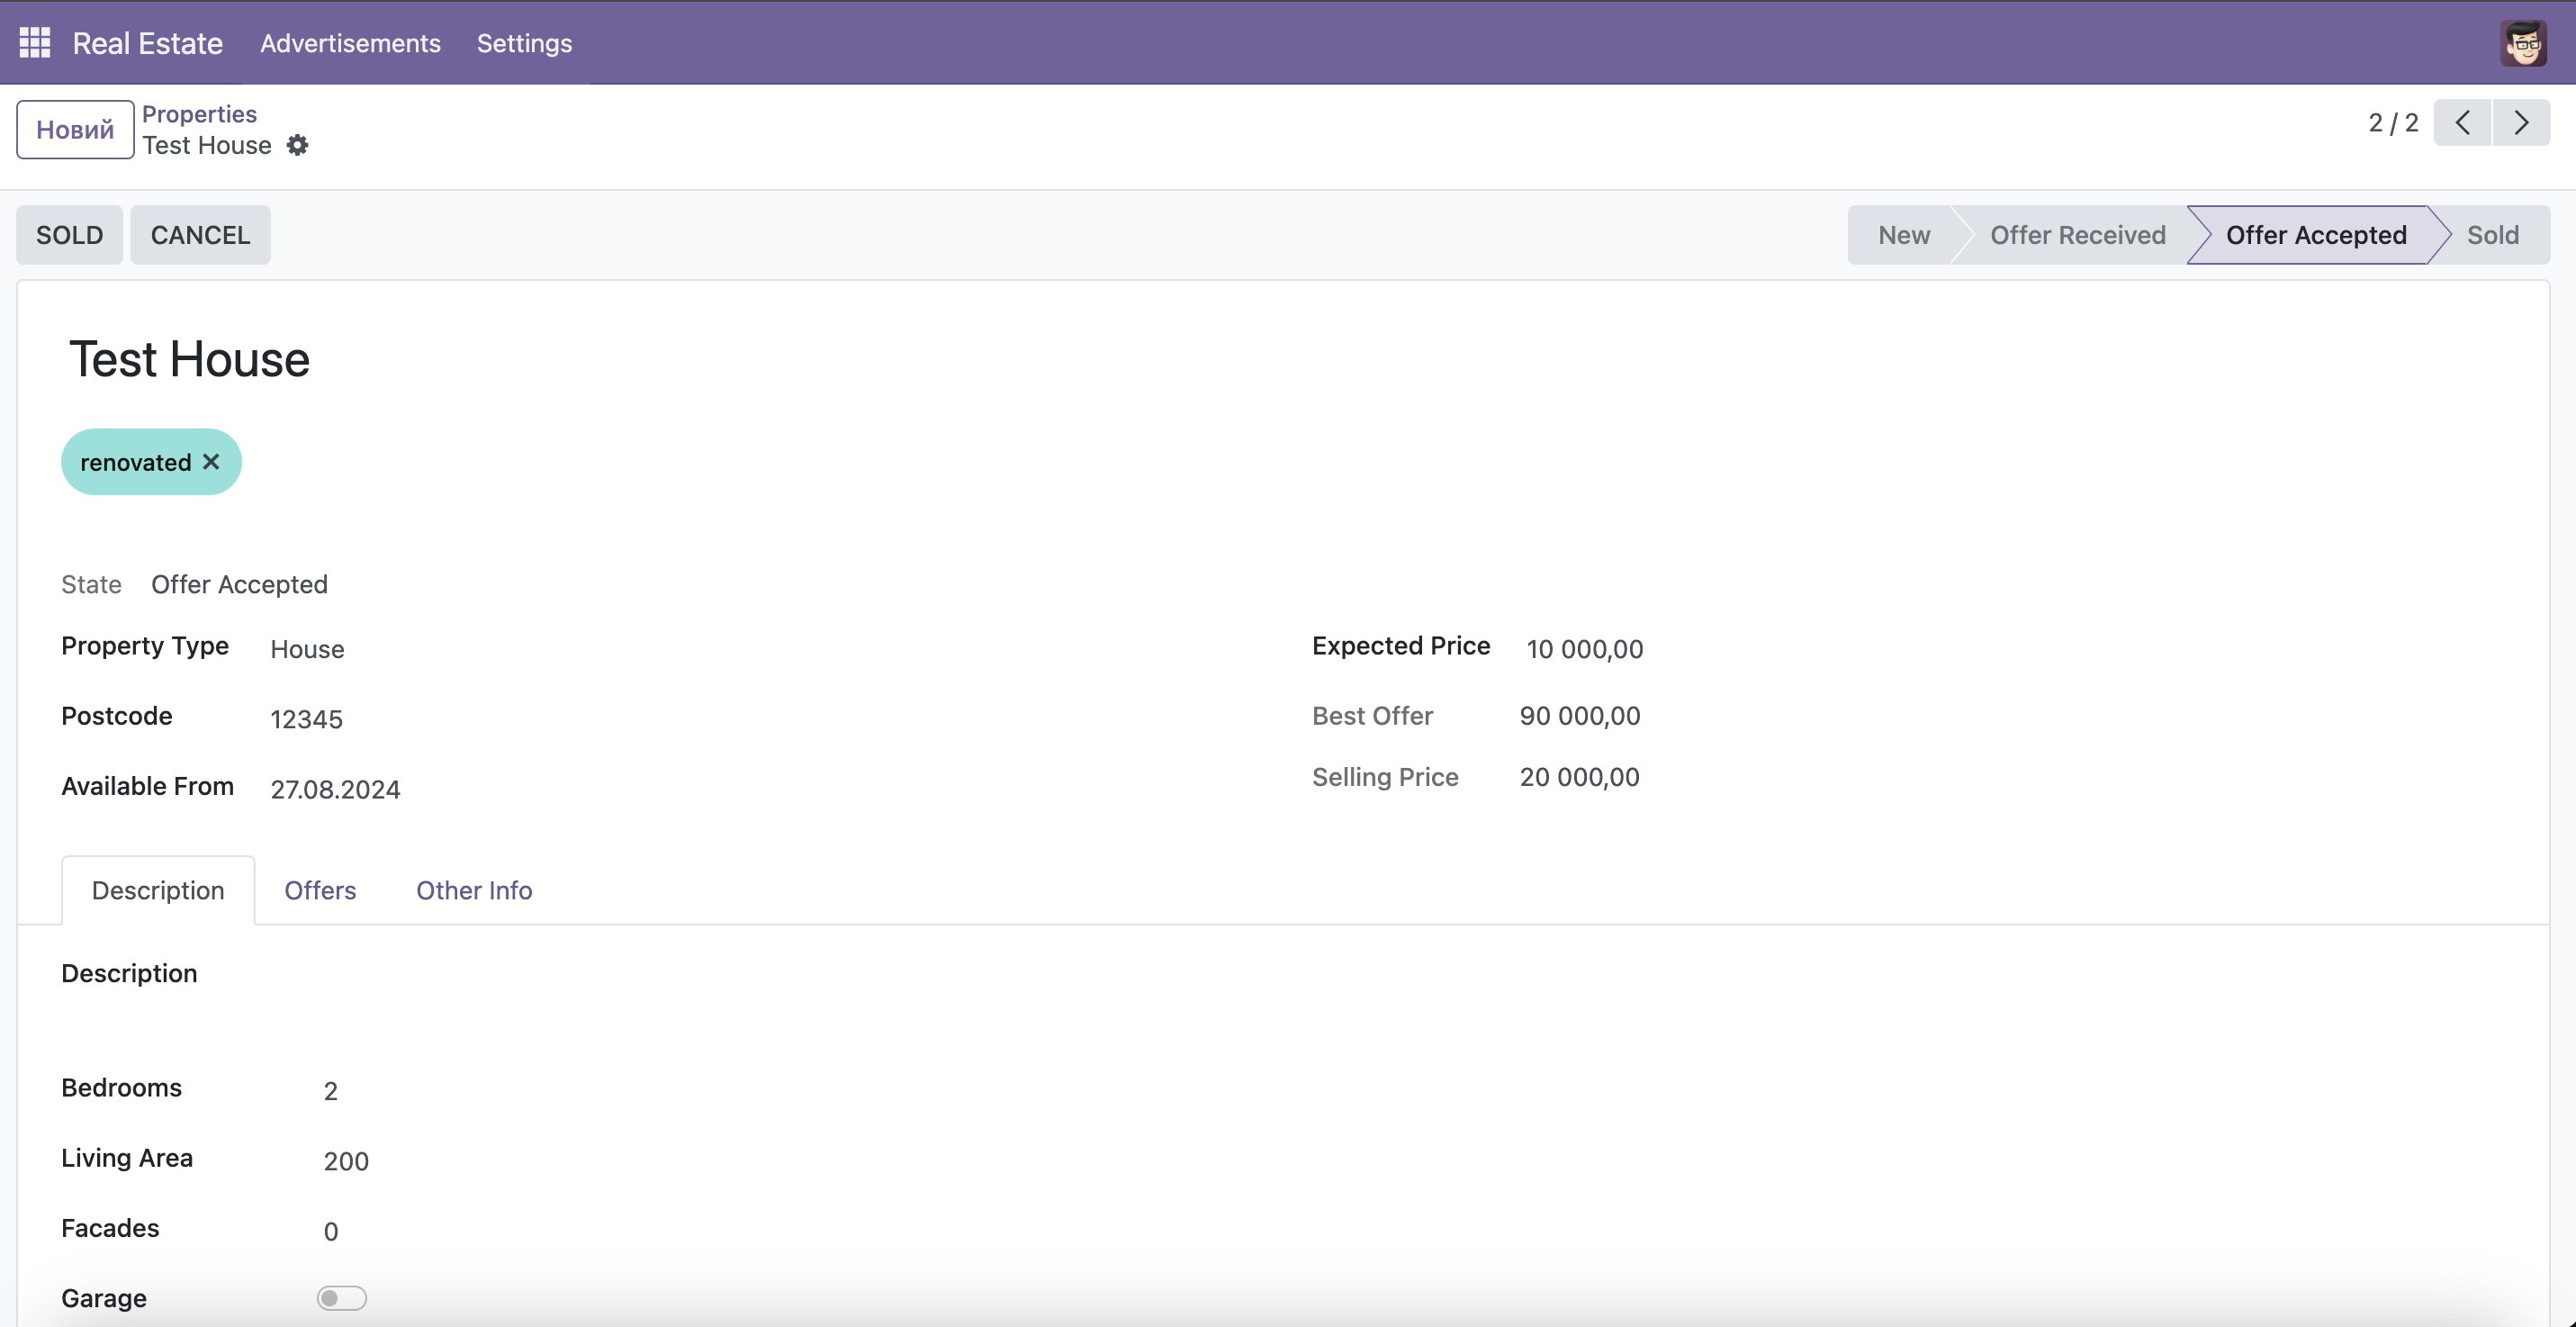 Real Estate Advertisements Settings
Новий
Properties
Test House
2 / 2
SOLD CANCEL
New Offer Received Offer Accepted Sold
Test House
renovated
State Offer Accepted
Property Type House
Postcode 12345
Available From 27.08.2024
Expected Price 10 000,00
Best Offer 90 000,00
Selling Price 20 000,00
Description Offers Other Info
Description
Bedrooms 2
Living Area 200
Facades 0
Garage